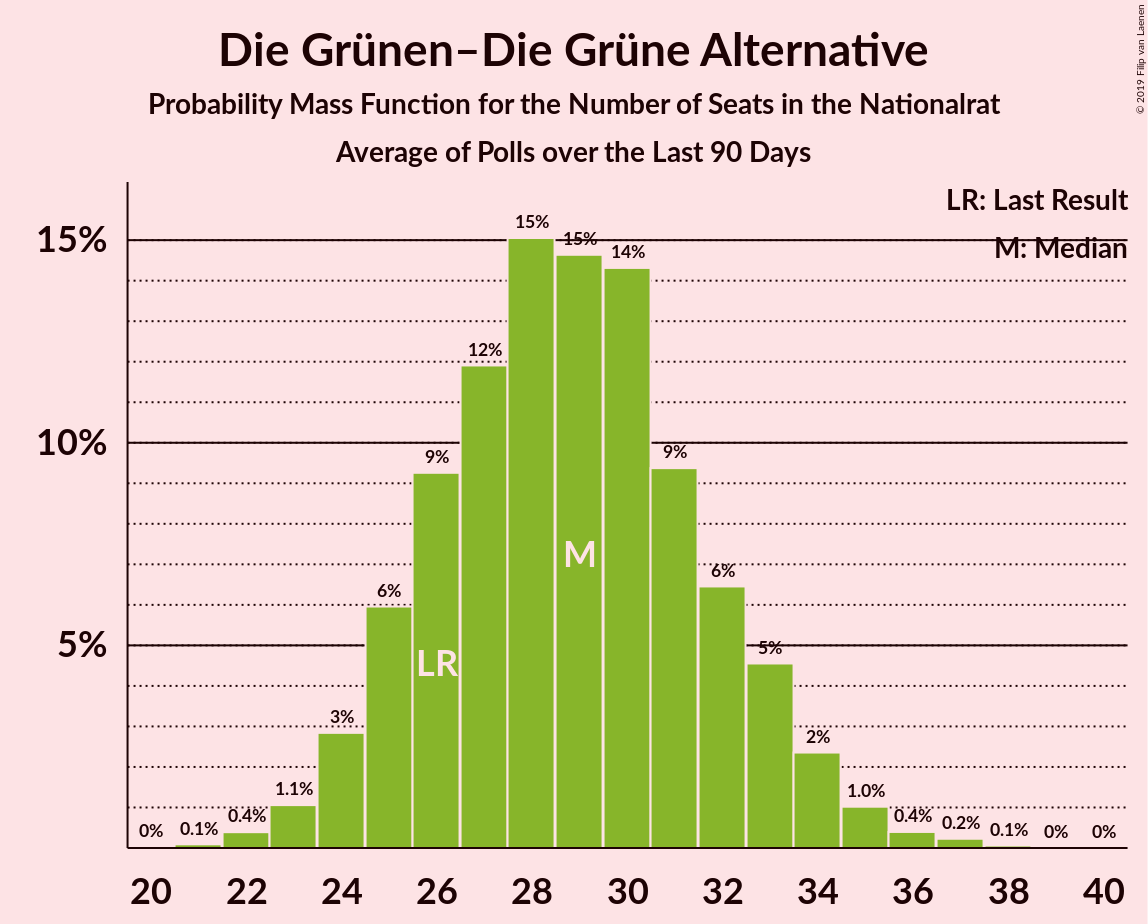 Die Grünen–Die Grüne Alternative
Probability Mass Function for the Number of Seats in the Nationalrat
Average of Polls over the Last 90 Days
© 2019 Filip van Laenen
LR: Last Result
M: Median
15%
10%
5%
0%
0.1%
0.4%
1.1%
3%
6%
9%
12%
15%
15%
14%
9%
6%
5%
2%
1.0%
0.4%
0.2%
0.1%
0%
0%
LR
M
20 22 24 26 28 30 32 34 36 38 40